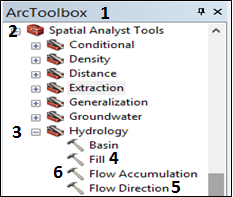 ArcToolbox 1
2 Spatial Analyst Tools
Conditional
Density
Distance
Extraction
Generalization
Groundwater
3 Hydrology
Basin
Fill 4
6 Flow Accumulation
Flow Direction 5